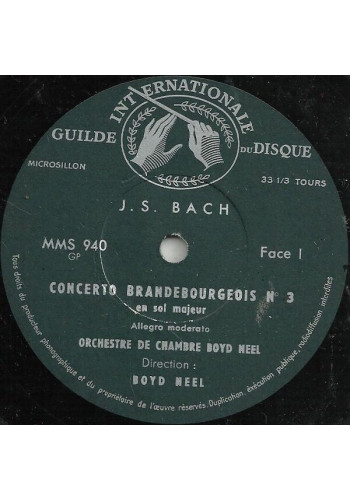 INTERNATIONALE
GUILDE DU DISQUE
MICROSILLON
33 1/3 TOURS
J.S. BACH
MMS 940
GP
Face 1
CONCERTO BRANDEBOURGEOIS N° 3
en sol majeur
Allegro moderato
ORCHESTRE DE CHAMBRE BOYD NEEL
Direction :
BOYD NEEL
Tous droits du producteur phonographique et du propriétaire de l'œuvre réservés. Duplication, exécution publique, radiodiffusion interdites